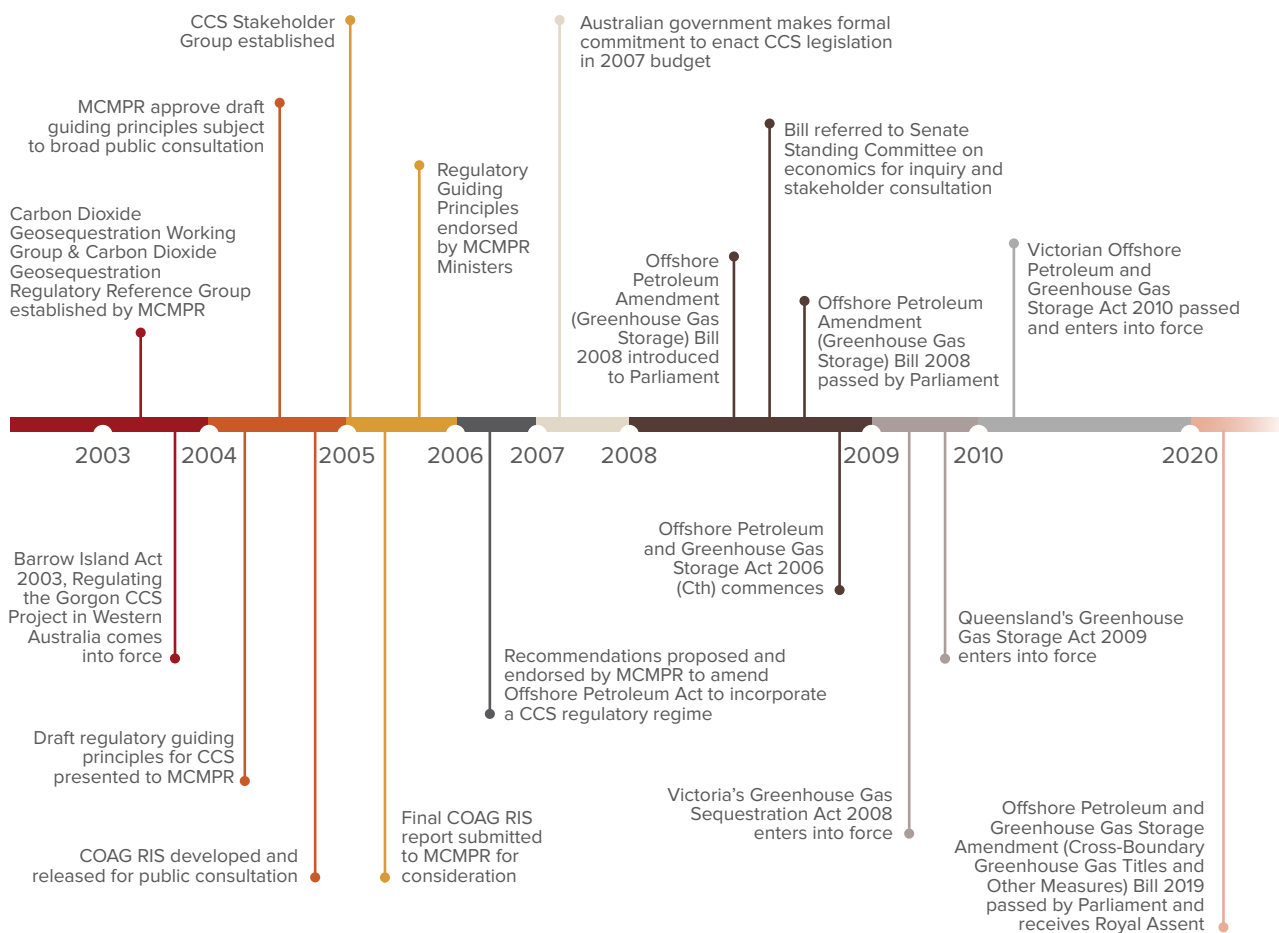 CCS Stakeholder
Group established
Australian government makes formal
commitment to enact CCS legislation
in 2007 budget
MCMPR approve draft
guiding principles subject
to broad public consultation
Bill referred to Senate
Standing Committee on
economics for inquiry and
stakeholder consultation
Regulatory
Guiding
Principles
endorsed
by MCMPR
Ministers
Carbon Dioxide
Geosequestration Working
Group & Carbon Dioxide
Geosequestration
Regulatory Reference Group
established by MCMPR
Offshore
Petroleum
Amendment
(Greenhouse Gas
Storage) Bill
2008 introduced
to Parliament
Offshore Petroleum
Amendment
(Greenhouse Gas
Storage) Bill 2008
passed by Parliament
Victorian Offshore
Petroleum and
Greenhouse Gas
Storage Act 2010 passed
and enters into force
2003 2004 2005 2006 2007 2008 2009 2010 2020
Barrow Island Act
2003, Regulating
the Gorgon CCS
Project in Western
Australia comes
into force
Offshore Petroleum
and Greenhouse Gas
Storage Act 2006
(Cth) commences
Queensland's Greenhouse
Gas Storage Act 2009
enters into force
Recommendations proposed and
endorsed by MCMPR to amend
Offshore Petroleum Act to incorporate
a CCS regulatory regime
Draft regulatory guiding
principles for CCS
presented to MCMPR
Victoria’s Greenhouse Gas
Sequestration Act 2008
enters into force
COAG RIS developed and
released for public consultation
Final COAG RIS
report submitted
to MCMPR for
consideration
Offshore Petroleum and
Greenhouse Gas Storage
Amendment (Cross-Boundary
Greenhouse Gas Titles and
Other Measures) Bill 2019
passed by Parliament and
receives Royal Assent